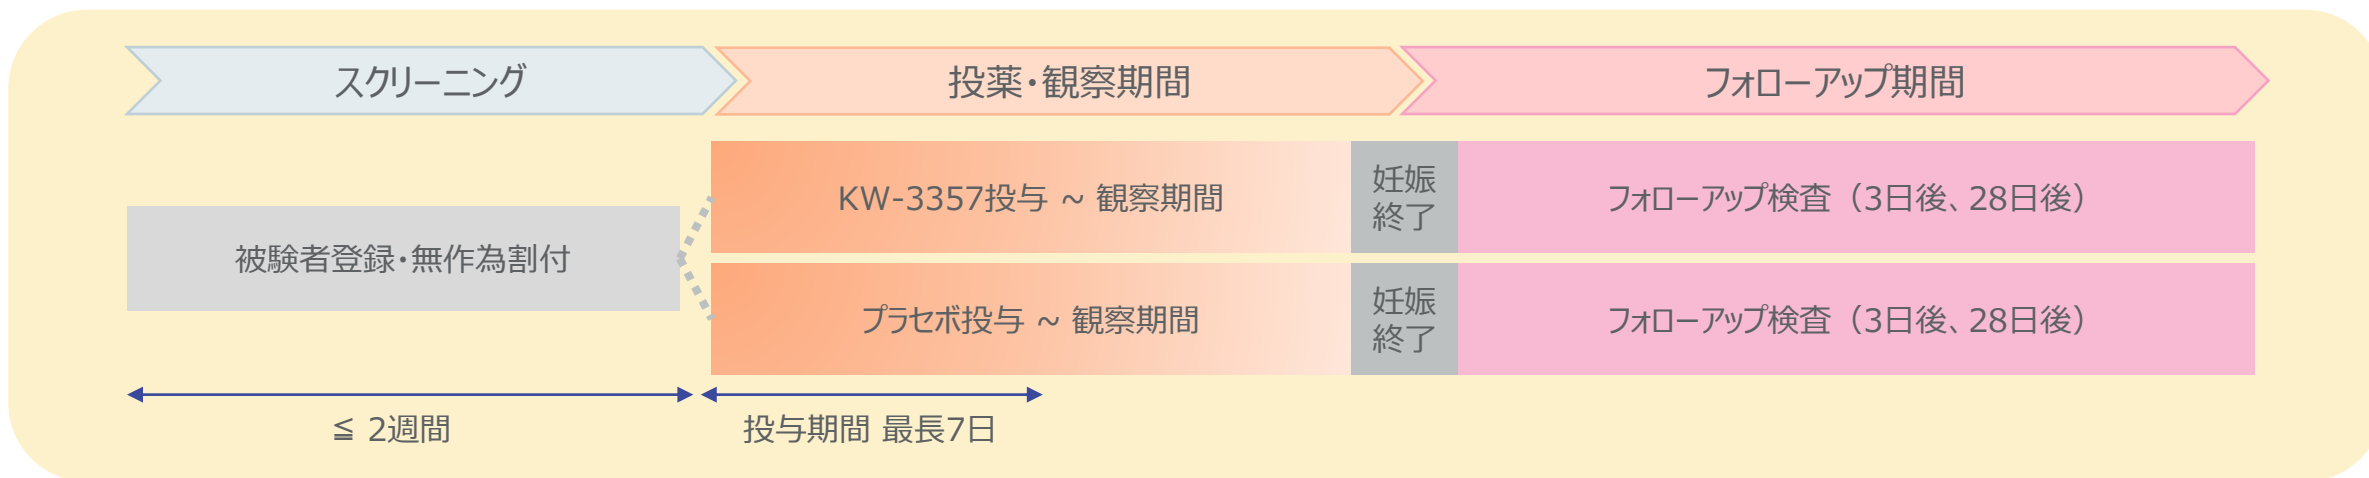 スクリーニング
投薬・観察期間
フォローアップ期間
被験者登録・無作為割付
KW-3357投与 ~ 観察期間
妊娠
終了
フォローアップ検査（3日後、28日後）
プラセボ投与 ~ 観察期間
妊娠
終了
フォローアップ検査（3日後、28日後）
≦ 2週間
投与期間 最長7日